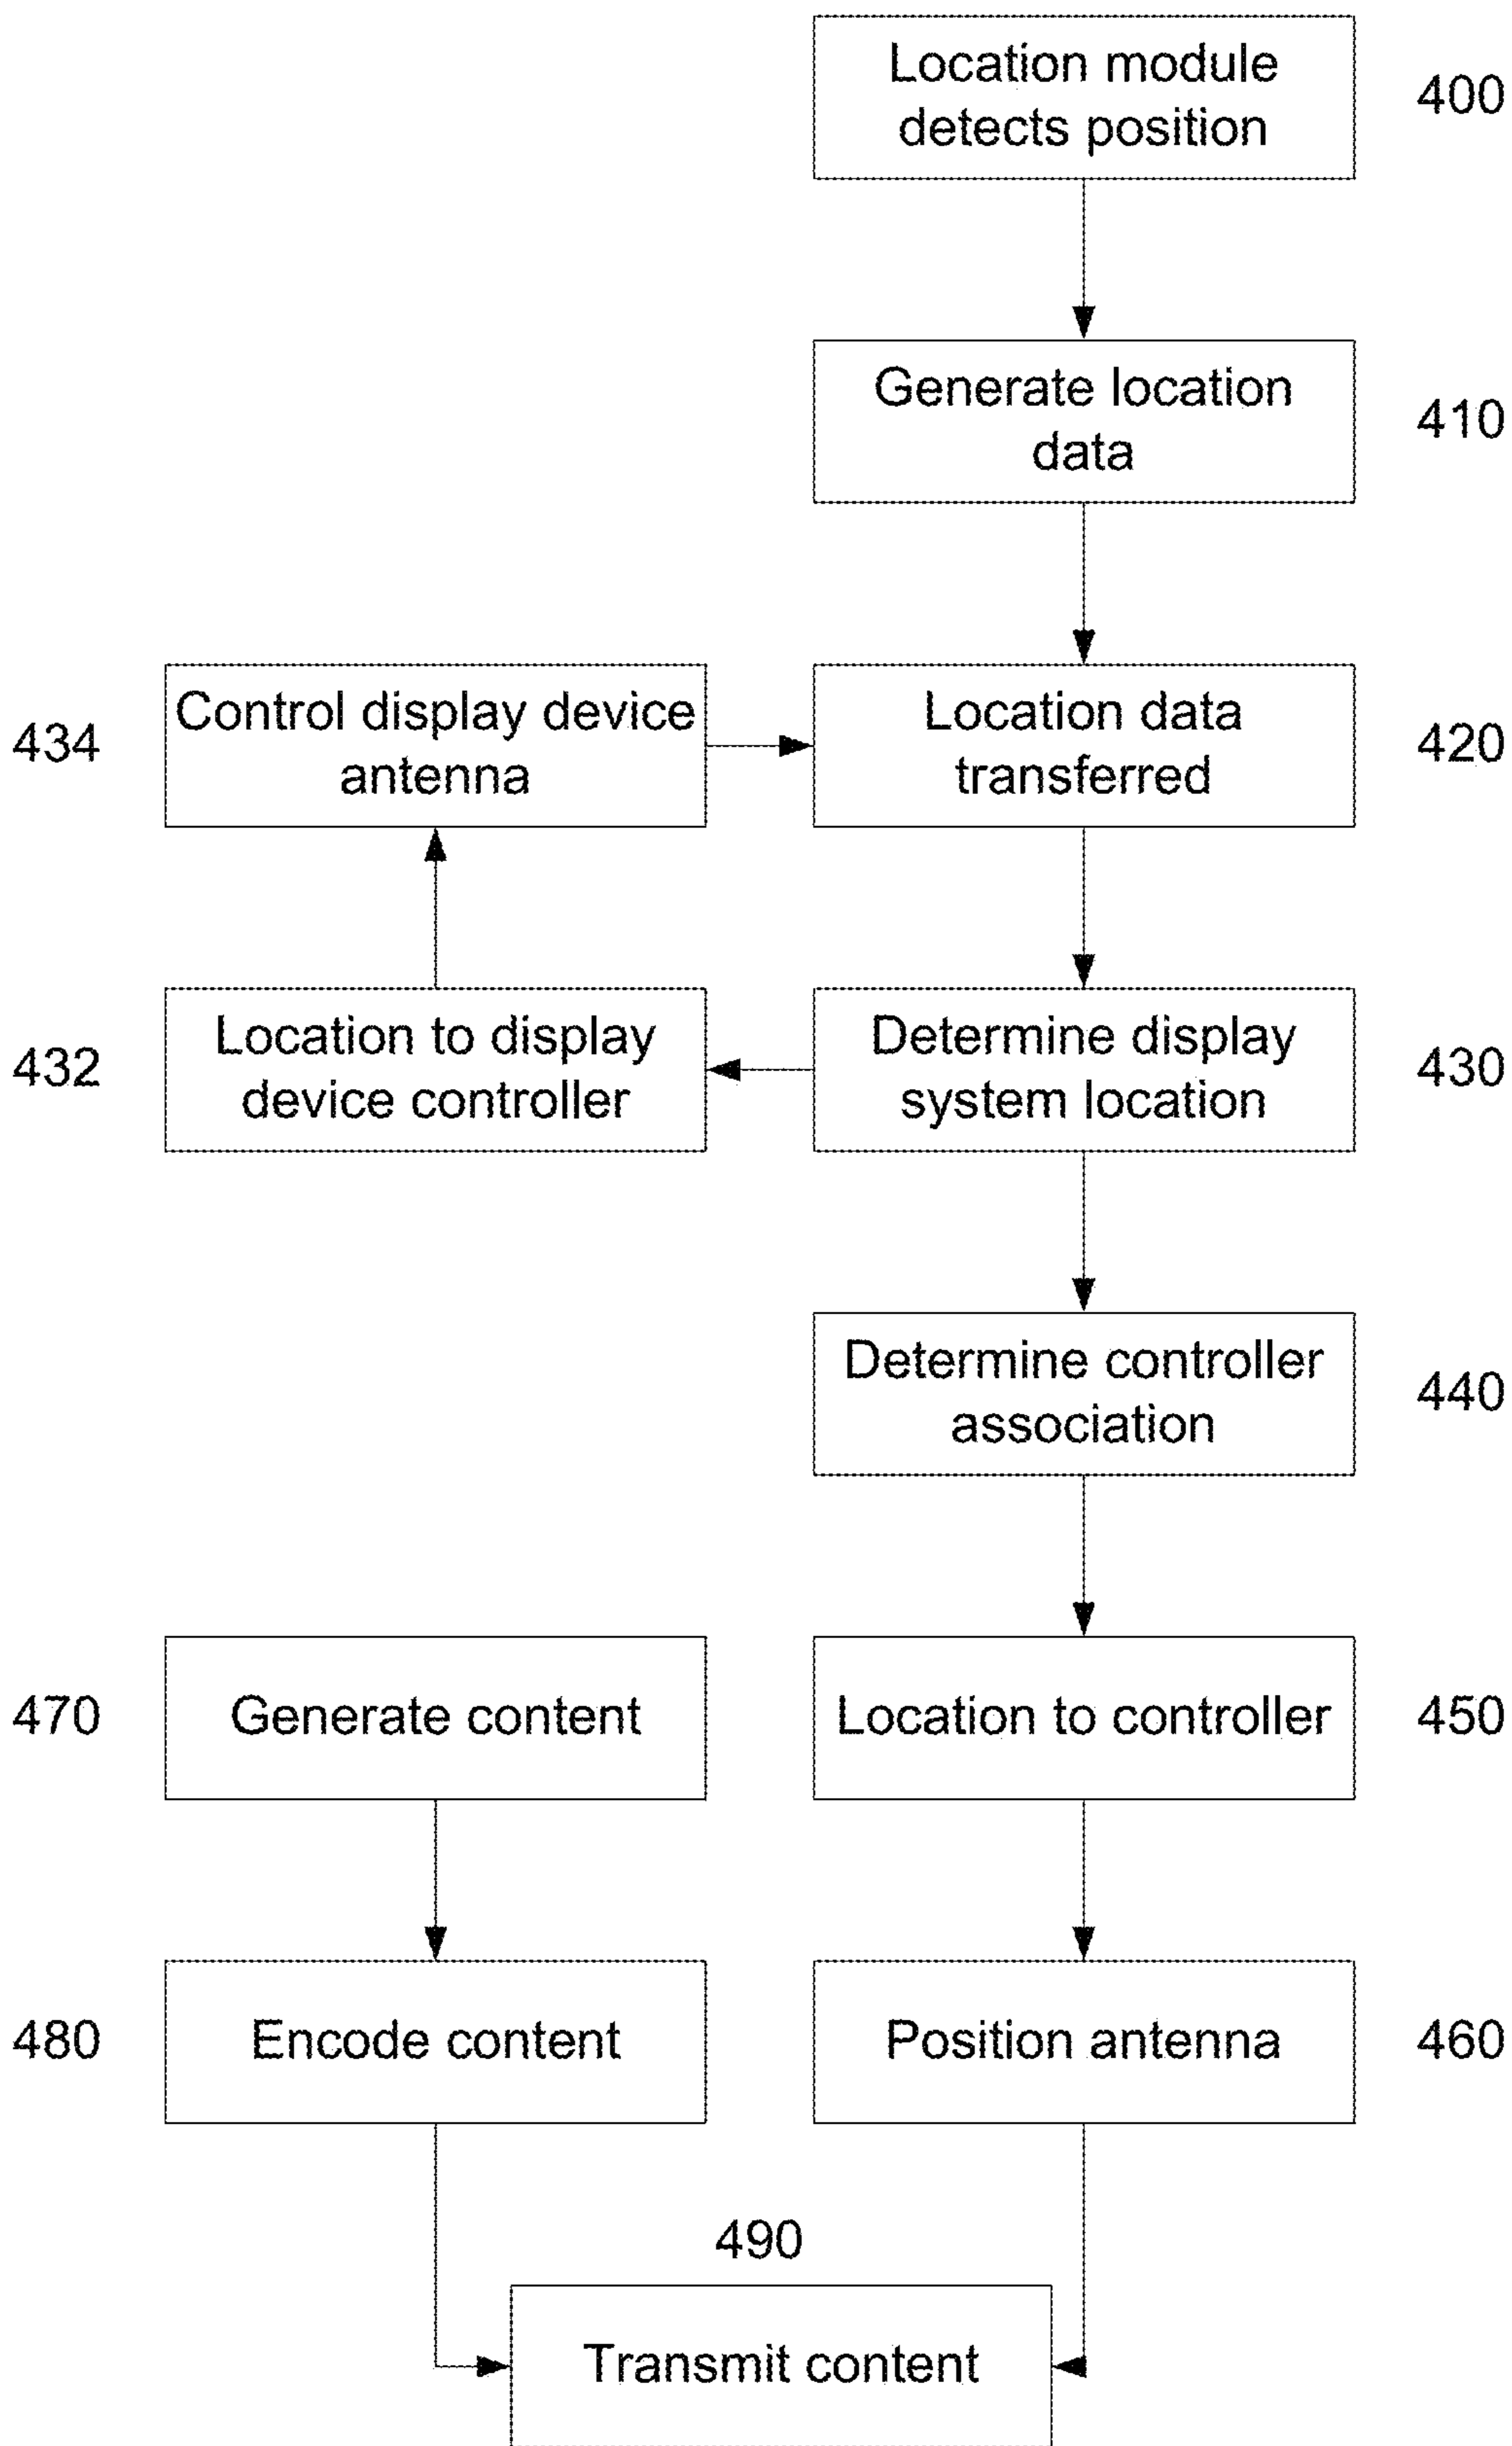 Location module
detects position
400
Generate location
data
410
434
Control display device
antenna
Location data
transferred
420
432
Location to display
device controller
Determine display
system location
430
Determine controller
association
440
470
Generate content
Location to controller
450
480
Encode content
Position antenna
460
490
Transmit content